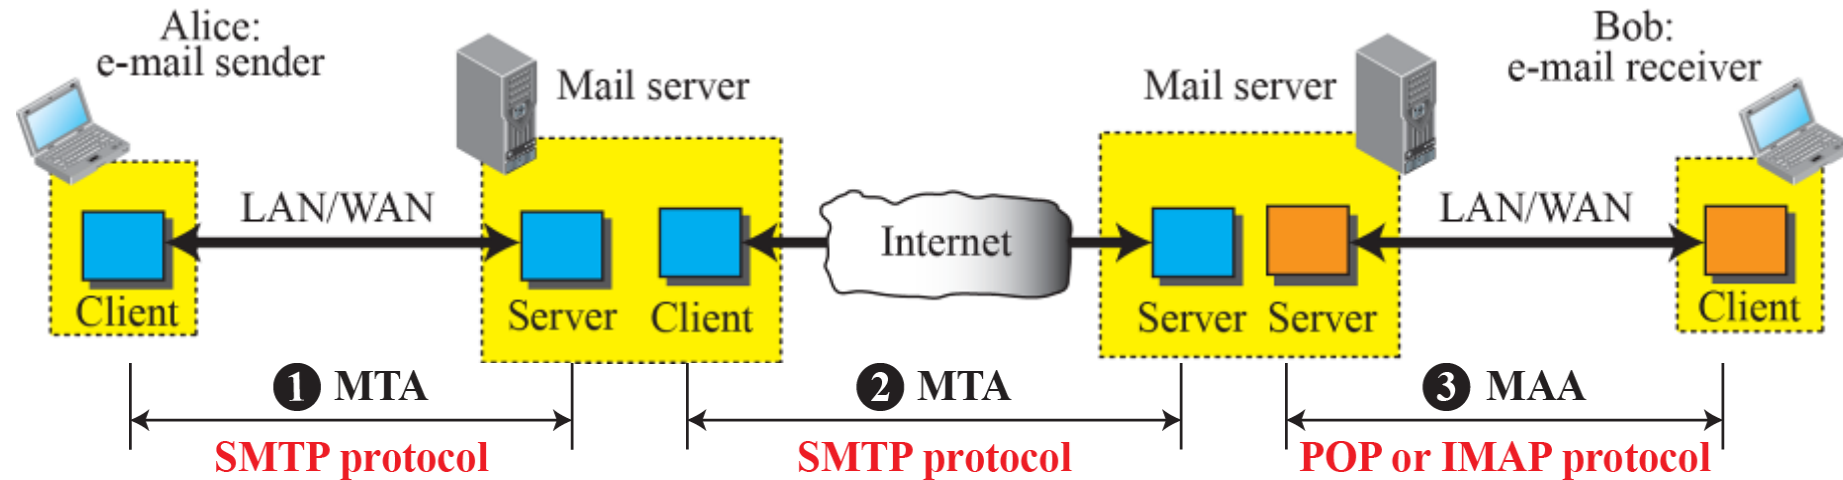 Alice:
e-mail sender
Mail server
Mail server
Bob:
e-mail receiver
LAN/WAN
Internet
LAN/WAN
Client
Server
Client
Server
Server
Client
1 MTA
2 MTA
3 MAA
SMTP protocol
SMTP protocol
POP or IMAP protocol